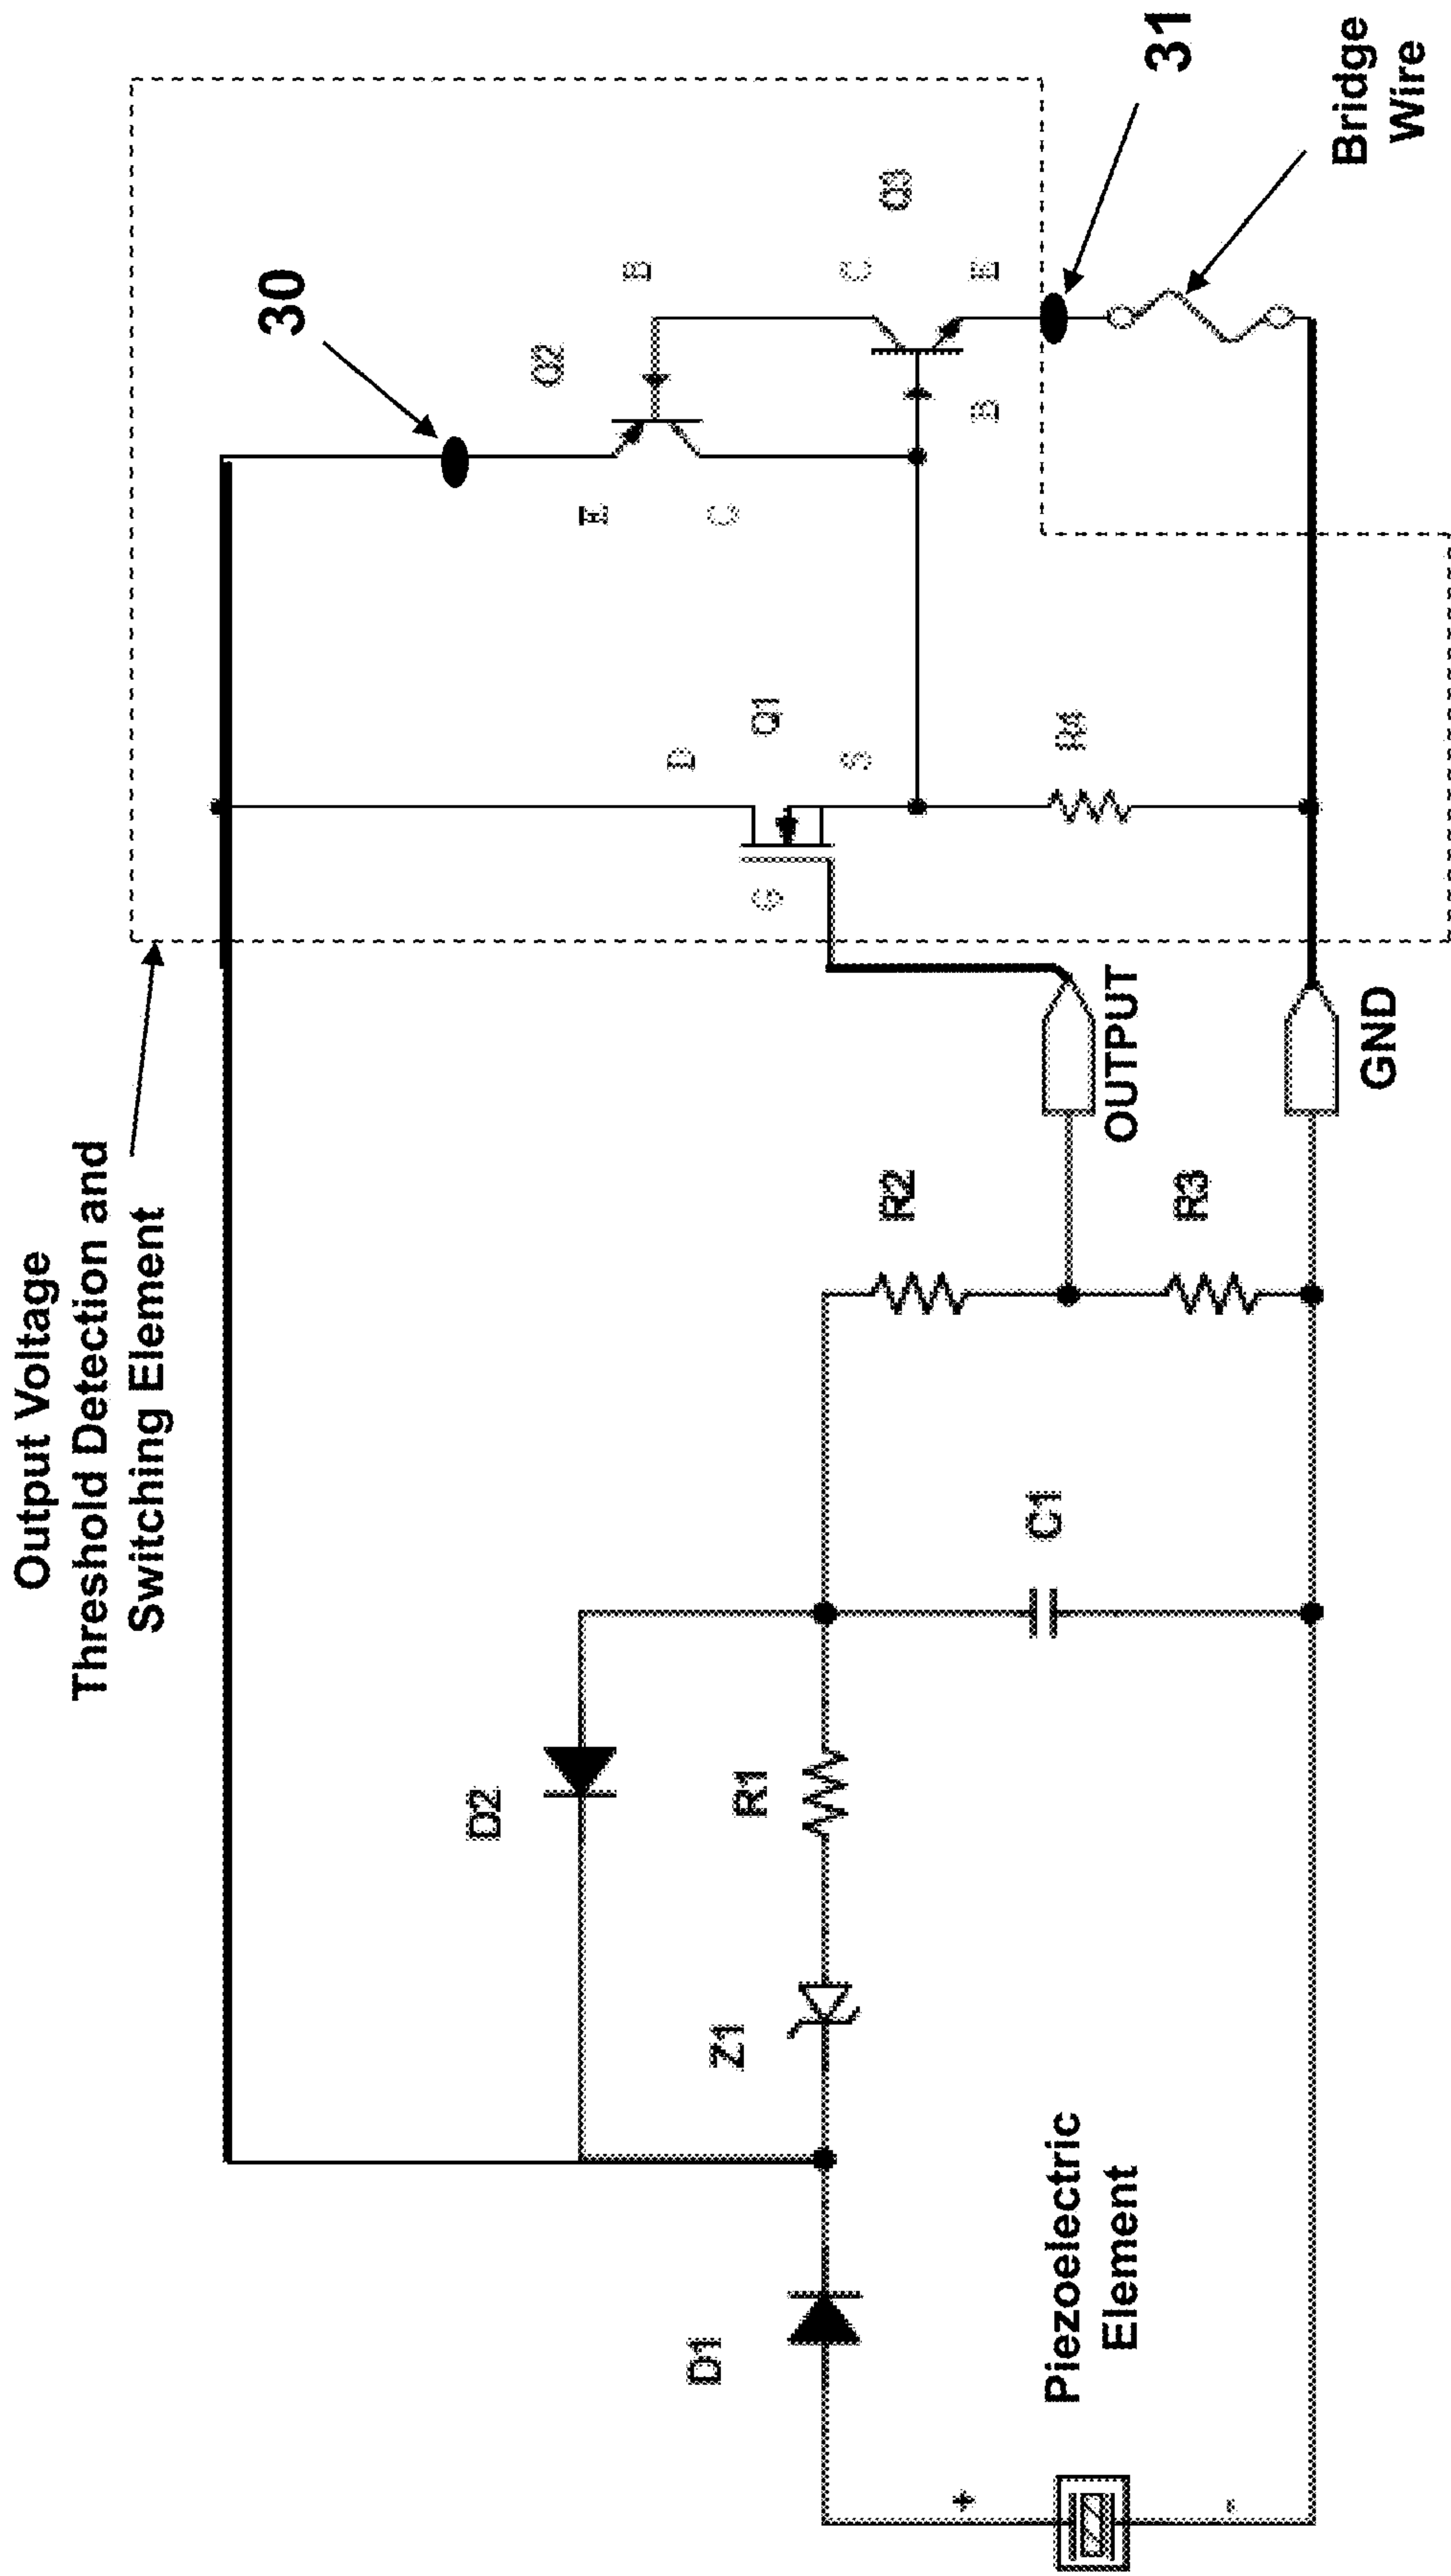 Output Voltage
Threshold Detection and
Switching Element
30
Q2
E
B
C
D
Q1
G
S
Q3
C
B
E
R4
31
Bridge
Wire
D2
R2
OUTPUT
R3
GND
D1
Z1
R1
C1
+
-
Piezoelectric
Element